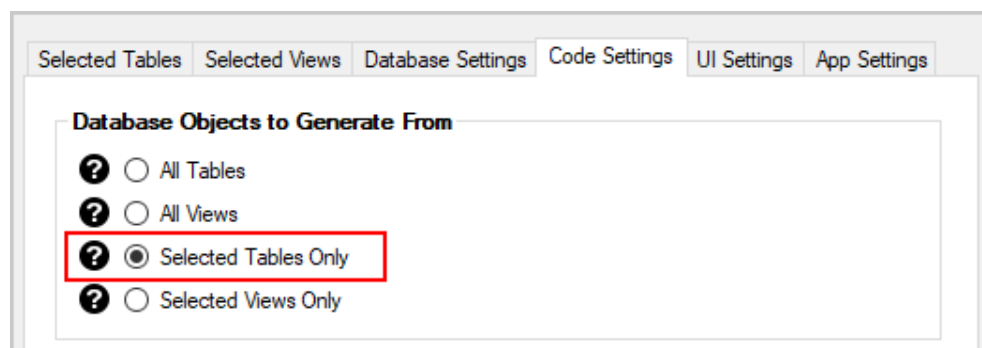 Selected Tables Selected Views Database Settings Code Settings UI Settings App Settings
Database Objects to Generate From
? All Tables
? All Views
? Selected Tables Only
? Selected Views Only